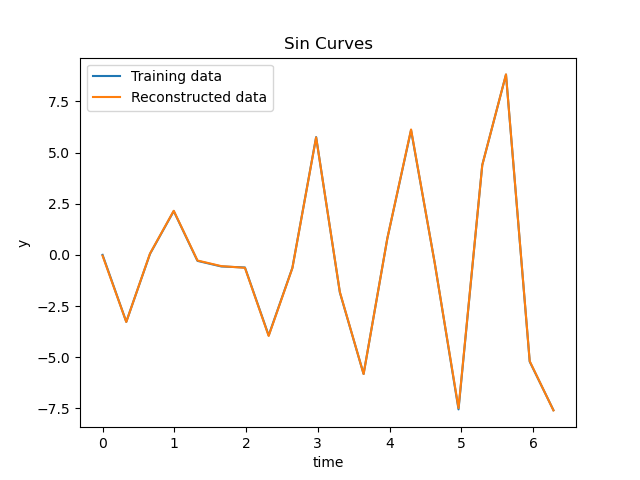 Sin Curves
Training data
Reconstructed data
7.5
5.0
2.5
0.0
−2.5
−5.0
−7.5
y
0 1 2 3 4 5 6
time